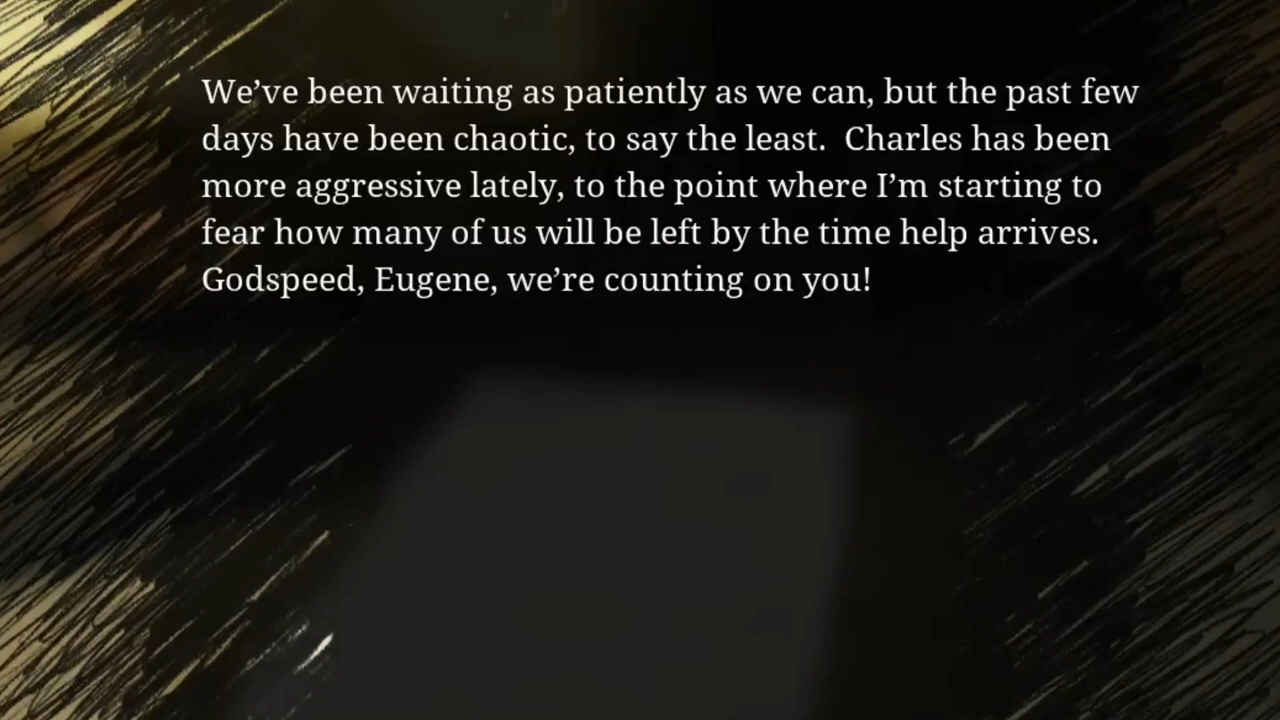 We’ve been waiting as patiently as we can, but the past few
days have been chaotic, to say the least.  Charles has been
more aggressive lately, to the point where I’m starting to
fear how many of us will be left by the time help arrives.
Godspeed, Eugene, we’re counting on you!